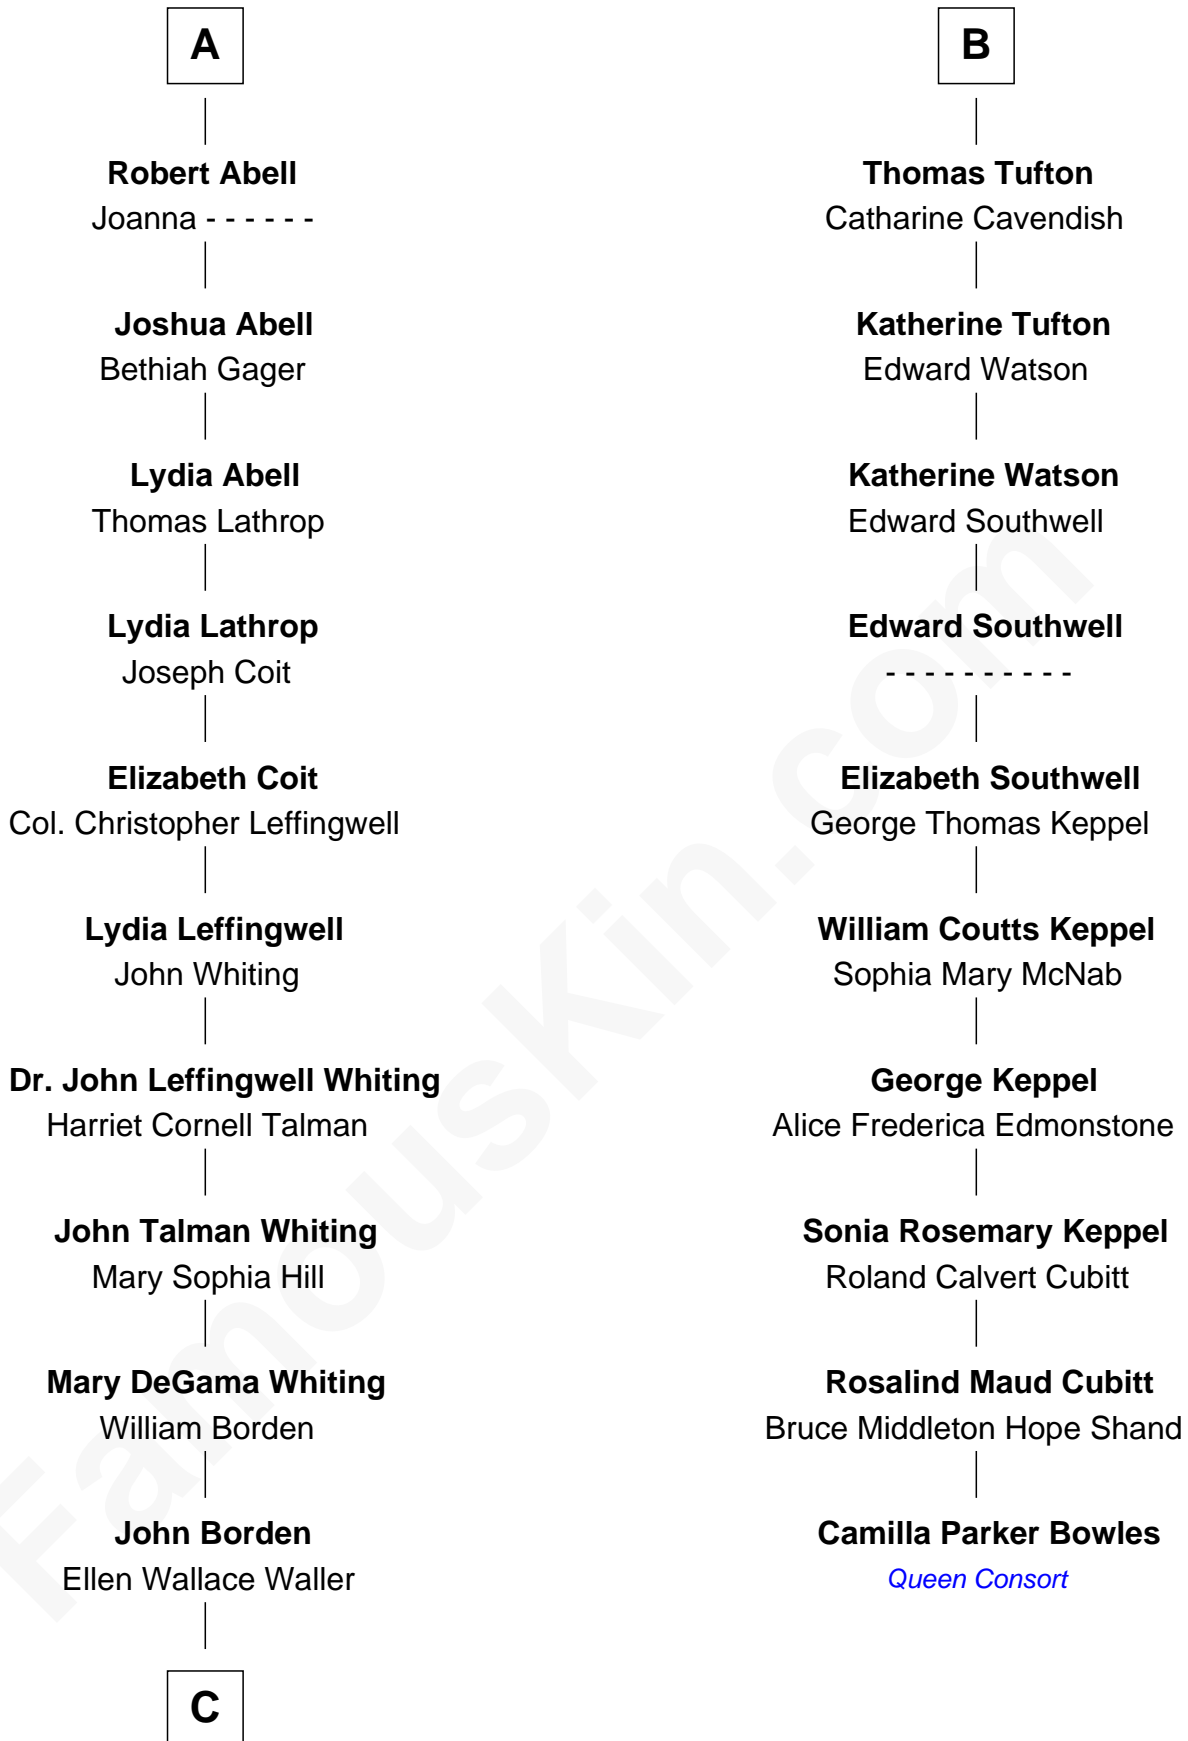 A
Robert Abell
Joanna - - - - - -
Joshua Abell
Bethiah Gager
Lydia Abell
Thomas Lathrop
Lydia Lathrop
Joseph Coit
Elizabeth Coit
Col. Christopher Leffingwell
Lydia Leffingwell
John Whiting
Dr. John Leffingwell Whiting
Harriet Cornell Talman
John Talman Whiting
Mary Sophia Hill
Mary DeGama Whiting
William Borden
John Borden
Ellen Wallace Waller
C
B
Thomas Tufton
Catharine Cavendish
Katherine Tufton
Edward Watson
Katherine Watson
Edward Southwell
Edward Southwell
- - - - - - - - - -
Elizabeth Southwell
George Thomas Keppel
William Coutts Keppel
Sophia Mary McNab
George Keppel
Alice Frederica Edmonstone
Sonia Rosemary Keppel
Roland Calvert Cubitt
Rosalind Maud Cubitt
Bruce Middleton Hope Shand
Camilla Parker Bowles
Queen Consort
FamousKin.com